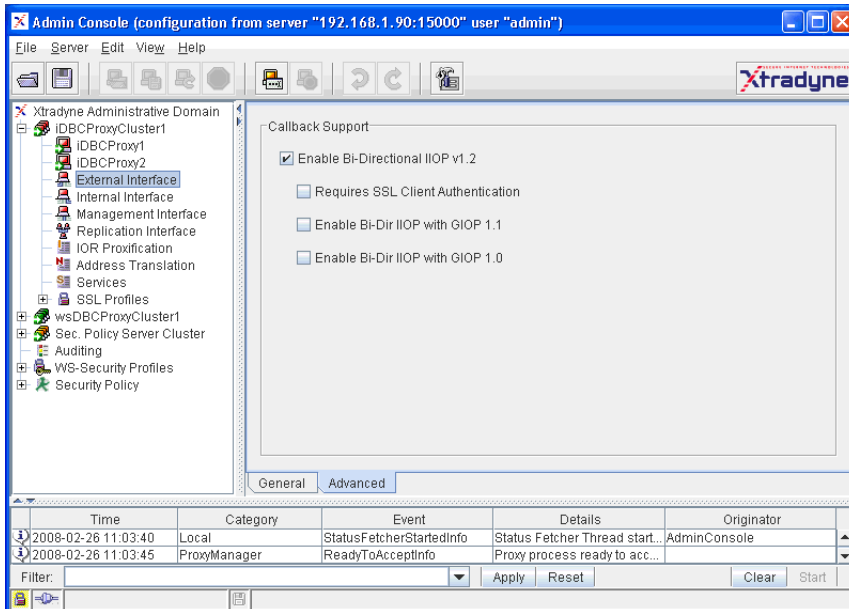 Admin Console (configuration from server "192.168.1.90:15000" user "admin")
File Server Edit View Help
Xtradyne
Xtradyne Administrative Domain
iDBCProxyCluster1
iDBCProxy1
iDBCProxy2
External Interface
Internal Interface
Management Interface
Replication Interface
IOR Proxification
Address Translation
Services
SSL Profiles
wsDBCProxyCluster1
Sec. Policy Server Cluster
Auditing
WS-Security Profiles
Security Policy
Callback Support
Enable Bi-Directional IIOP v1.2
Requires SSL Client Authentication
Enable Bi-Dir IIOP with GIOP 1.1
Enable Bi-Dir IIOP with GIOP 1.0
General Advanced
Time Category Event Details Originator
2008-02-26 11:03:40 Local StatusFetcherStartedInfo Status Fetcher Thread start... AdminConsole
2008-02-26 11:03:45 ProxyManager ReadyToAcceptInfo Proxy process ready to acc...
Filter: Apply Reset Clear Start